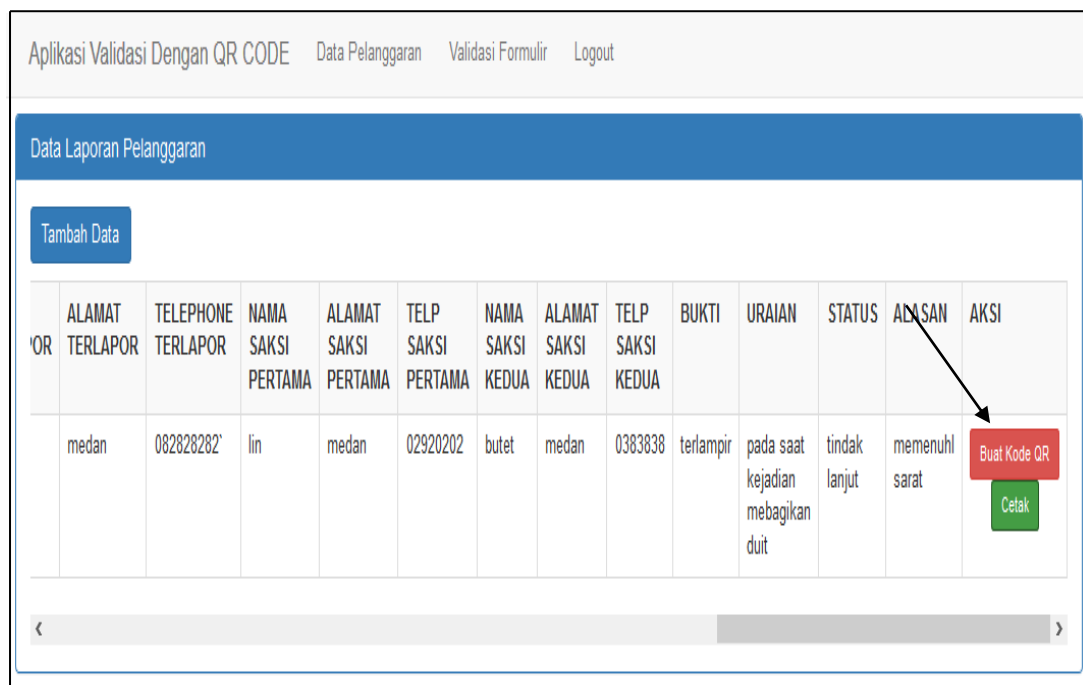 Aplikasi Validasi Dengan QR CODE Data Pelanggaran Validasi Formulir Logout
Data Laporan Pelanggaran
Tambah Data
POR
ALAMAT
TERLAPOR
TELEPHONE
TERLAPOR
NAMA
SAKSI
PERTAMA
ALAMAT
SAKSI
PERTAMA
TELP
SAKSI
PERTAMA
NAMA
SAKSI
KEDUA
ALAMAT
SAKSI
KEDUA
TELP
SAKSI
KEDUA
BUKTI
URAIAN
STATUS
ALASAN
AKSI
medan
082828282`
lin
medan
02920202
butet
medan
0383838
terlampir
pada saat
kejadian
mebagikan
duit
tindak
lanjut
memenuhl
sarat
Buat Kode QR
Cetak